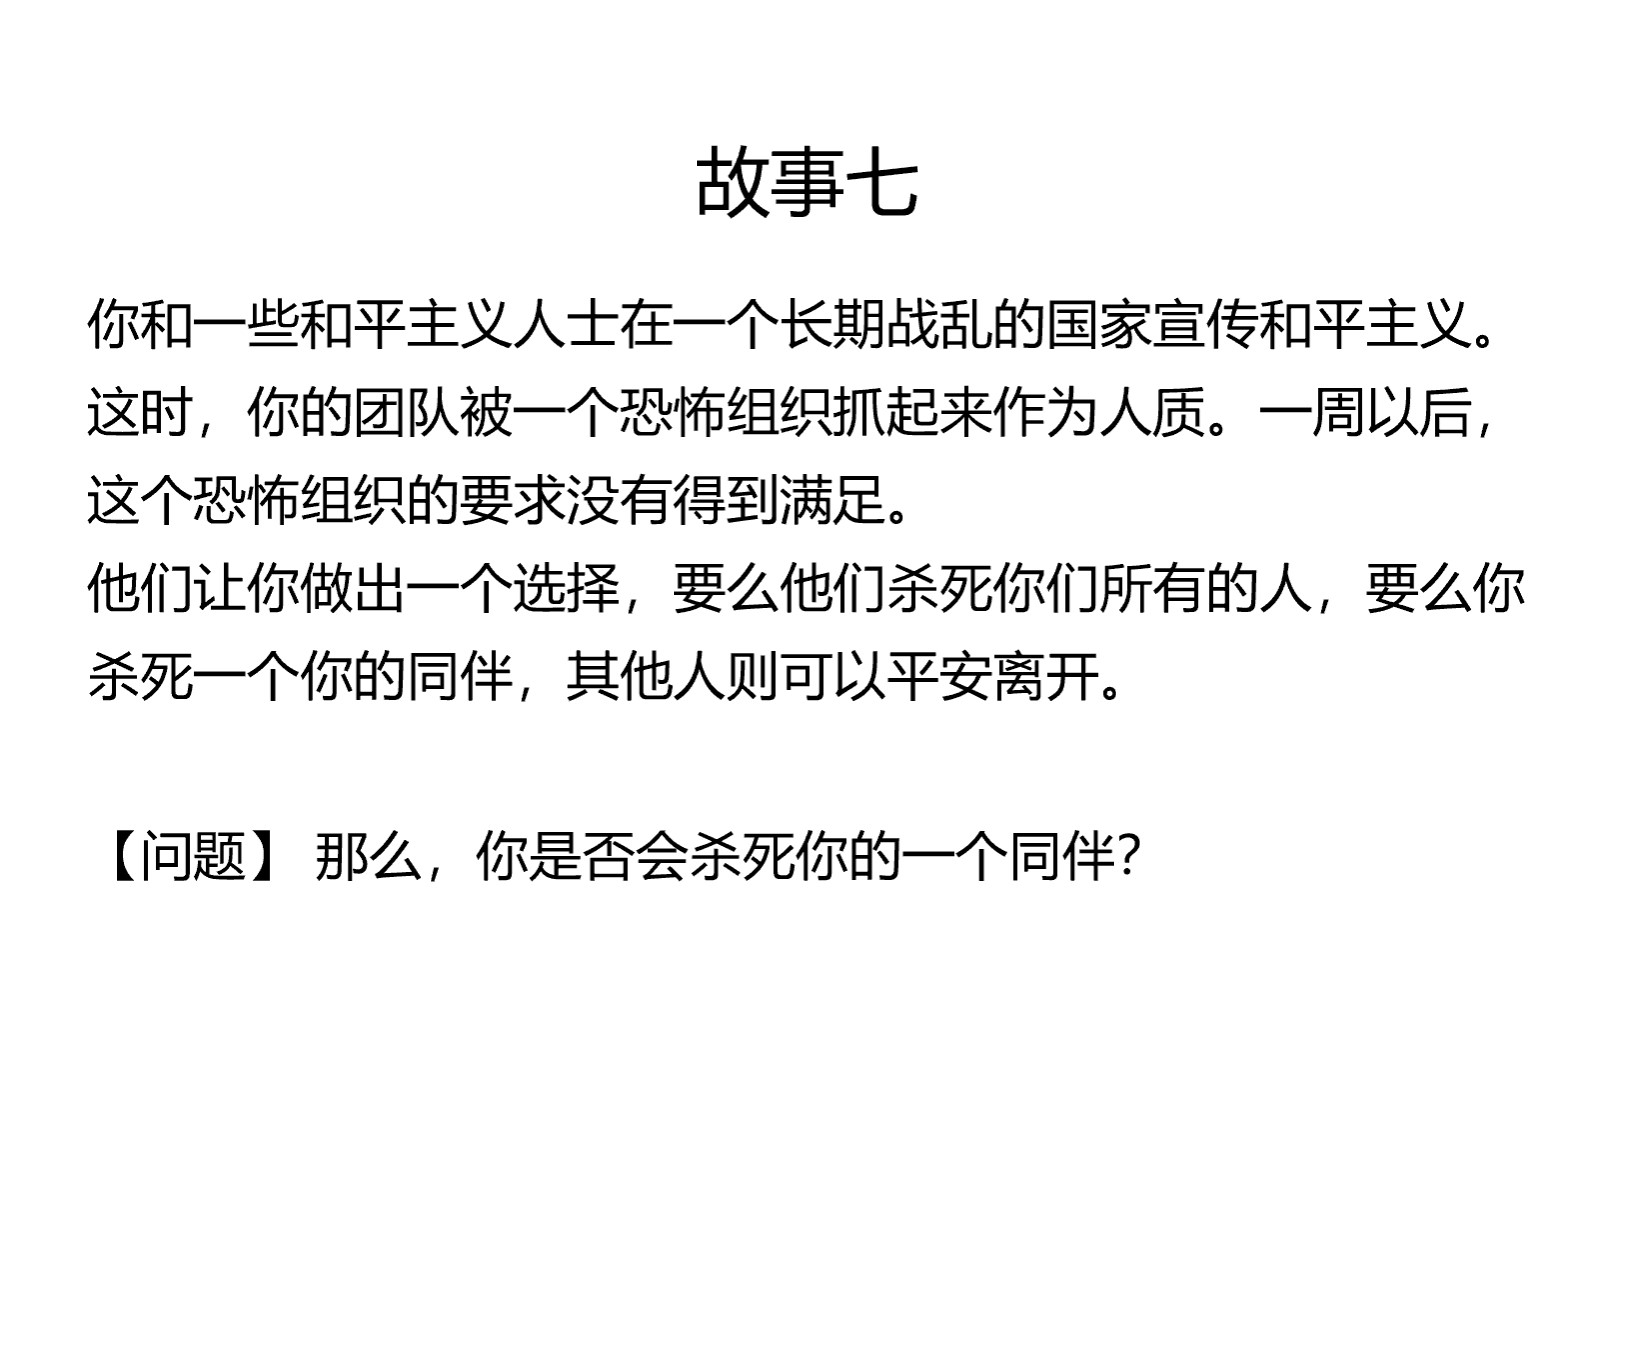 故事七
你和一些和平主义人士在一个长期战乱的国家宣传和平主义。
这时，你的团队被一个恐怖组织抓起来作为人质。一周以后，
这个恐怖组织的要求没有得到满足。
他们让你做出一个选择，要么他们杀死你们所有的人，要么你
杀死一个你的同伴，其他人则可以平安离开。
【问题】 那么，你是否会杀死你的一个同伴？